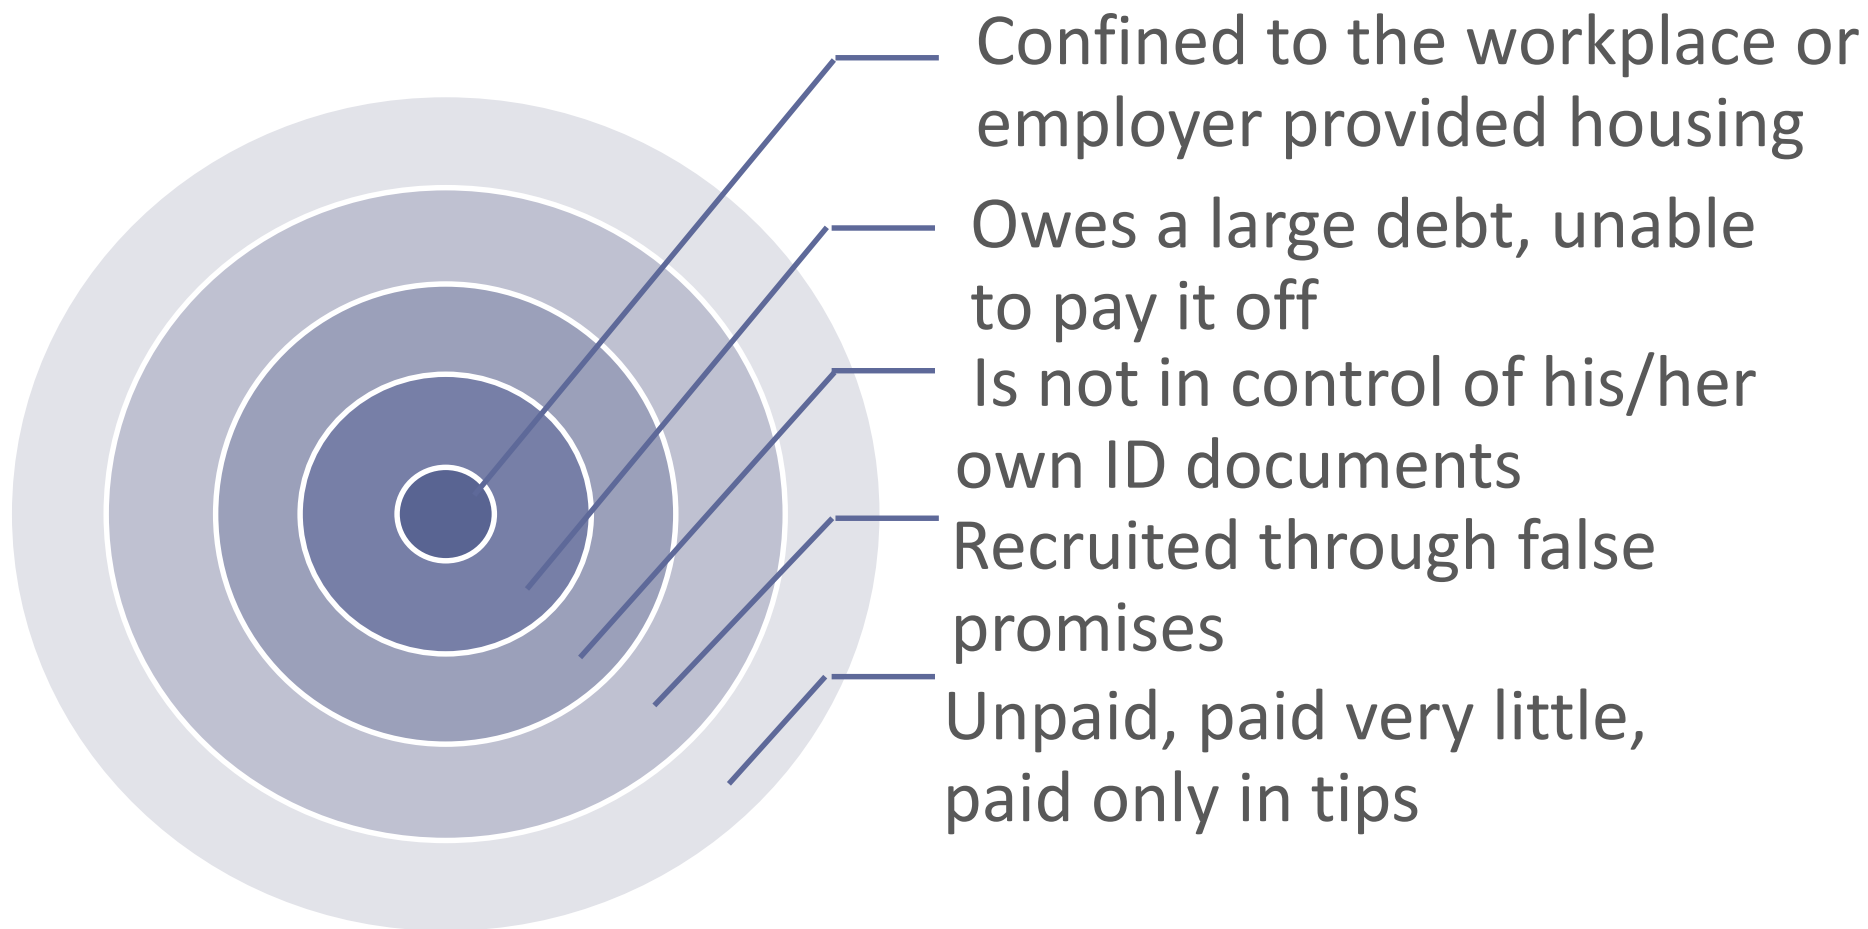 Confined to the workplace or
employer provided housing
Owes a large debt, unable
to pay it off
Is not in control of his/her
own ID documents
Recruited through false
promises
Unpaid, paid very little,
paid only in tips